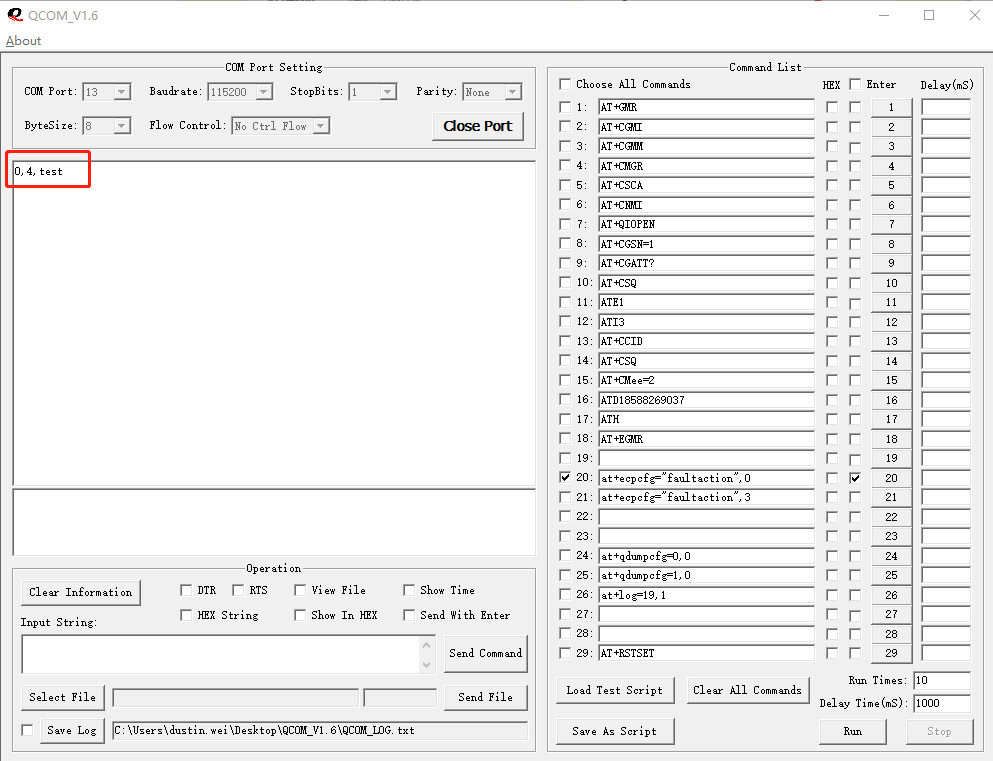 QCOM_V1.6
About
COM Port Setting
COM Port: 13 Baudrate: 115200 StopBits: 1 Parity: None
ByteSize: 8 Flow Control: No Ctrl Flow Close Port
0,4,test
Operation
Clear Information DTR RTS View File Show Time
HEX String Show In HEX Send With Enter
Input String:
Send Command
Select File Send File
Save Log C:\Users\dustin.wei\Desktop\QCOM_V1.6\QCOM_LOG.txt
Command List
Choose All Commands HEX Enter Delay(mS)
1: AT+GMR 1
2: AT+CGMI 2
3: AT+CGMM 3
4: AT+CMGR 4
5: AT+CSCA 5
6: AT+CNMI 6
7: AT+QIOPEN 7
8: AT+CGSN=1 8
9: AT+CGATT? 9
10: AT+CSQ 10
11: ATE1 11
12: ATI3 12
13: AT+CCID 13
14: AT+CSQ 14
15: AT+CMee=2 15
16: ATD18588269037 16
17: ATH 17
18: AT+EGMR 18
19: 19
20: at+ecpcfg="faultaction",0 20
21: at+ecpcfg="faultaction",3 21
22: 22
23: 23
24: at+qdumpcfg=0,0 24
25: at+qdumpcfg=1,0 25
26: at+log=19,1 26
27: 27
28: 28
29: AT+RSTSET 29
Load Test Script Clear All Commands Run Times: 10
Delay Time(mS): 1000
Save As Script Run Stop